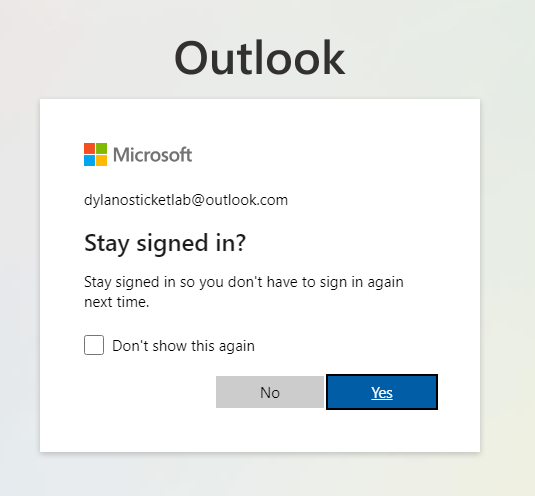 Outlook
Microsoft
dylanosticketlab@outlook.com
Stay signed in?
Stay signed in so you don't have to sign in again
next time.
Don't show this again
No
Yes